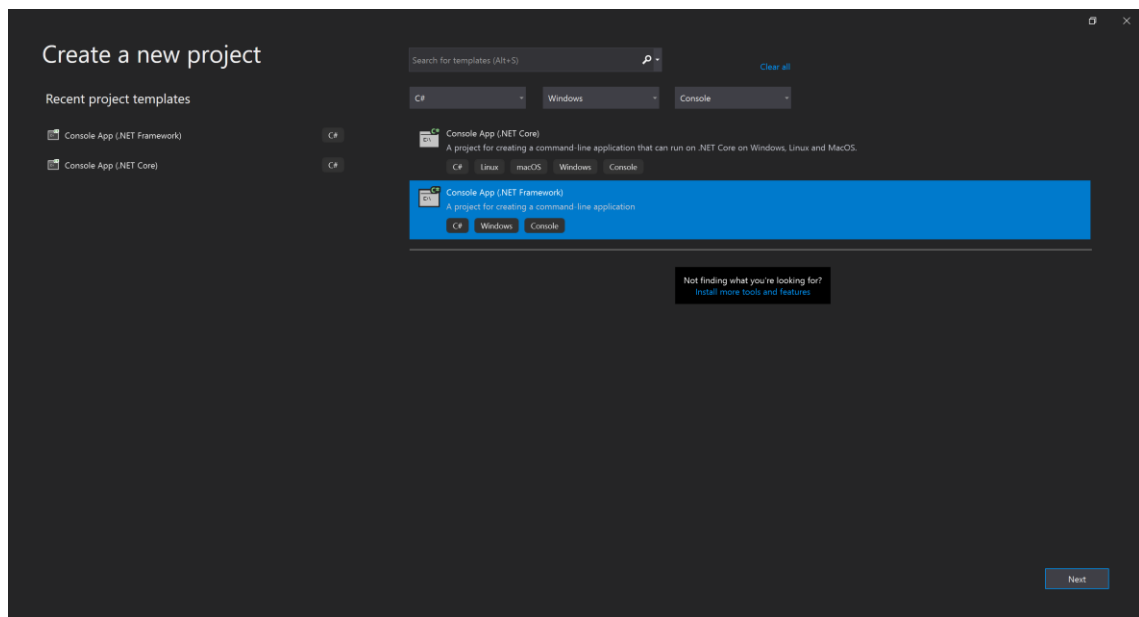 Create a new project
Search for templates (Alt+S)
Clear all
Recent project templates
C#
Windows
Console
Console App (.NET Framework)
C#
Console App (.NET Core)
C#
Console App (.NET Core)
A project for creating a command-line application that can run on .NET Core on Windows, Linux and MacOS.
C#
Linux
macOS
Windows
Console
Console App (.NET Framework)
A project for creating a command-line application
C#
Windows
Console
Not finding what you're looking for?
Install more tools and features
Next